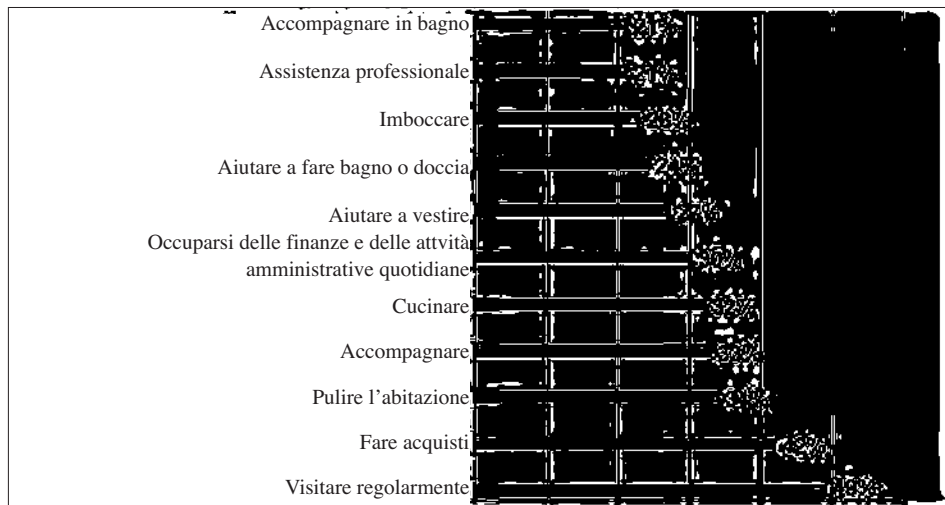 Accompagnare in bagno
Assistenza professionale
Imboccare
Aiutare a fare bagno o doccia
Aiutare a vestire
Occuparsi delle finanze e delle attvità
amministrative quotidiane
Cucinare
Accompagnare
Pulire l'abitazione
Fare acquisti
Visitare regolarmente